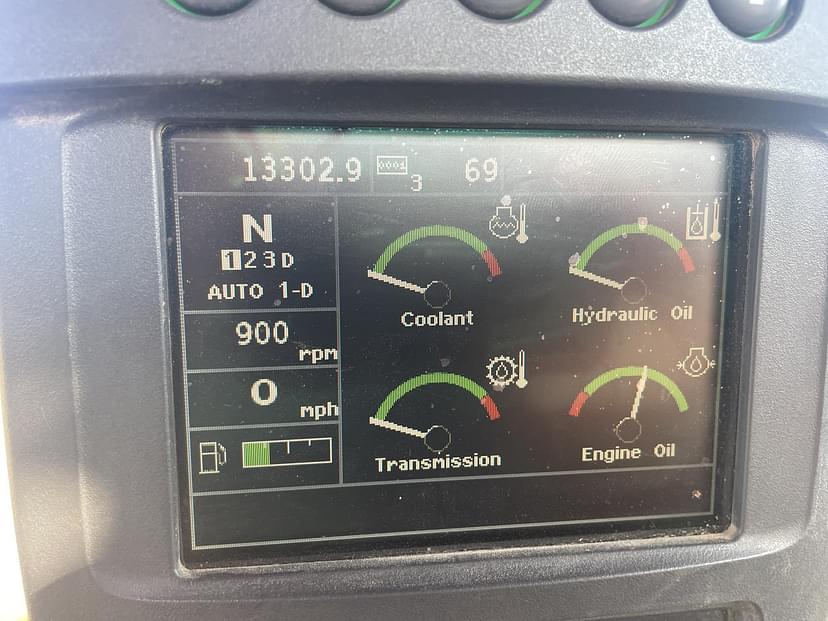 13302.9 0001 3 69
N
1 2 3 D
AUTO 1-D
900 rpm
0 mph
Coolant
Hydraulic Oil
Transmission
Engine Oil